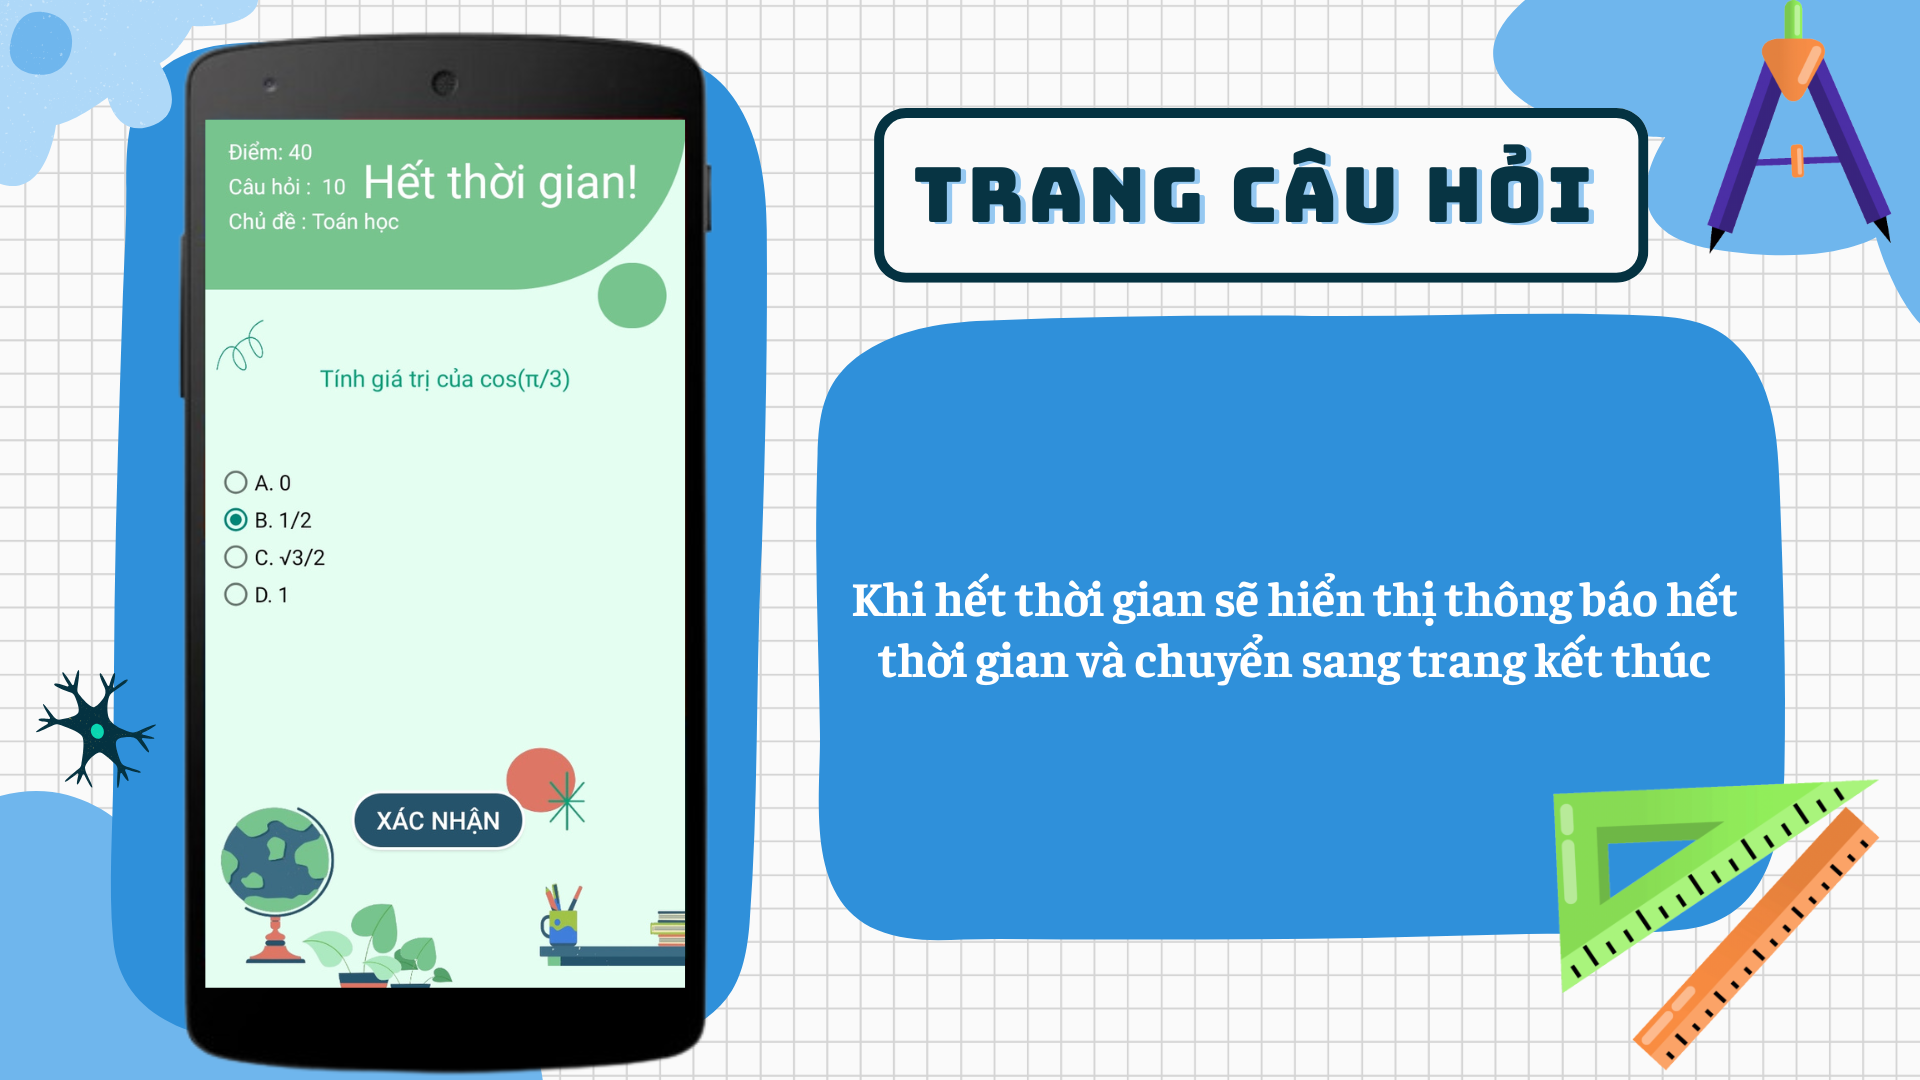 Điểm: 40
Câu hỏi : 10
Hết thời gian!
Chủ đề : Toán học
Tính giá trị của cos(π/3)
A. 0
B. 1/2
C. √3/2
D. 1
XÁC NHẬN
TRANG CÂU HỎI
Khi hết thời gian sẽ hiển thị thông báo hết
thời gian và chuyển sang trang kết thúc